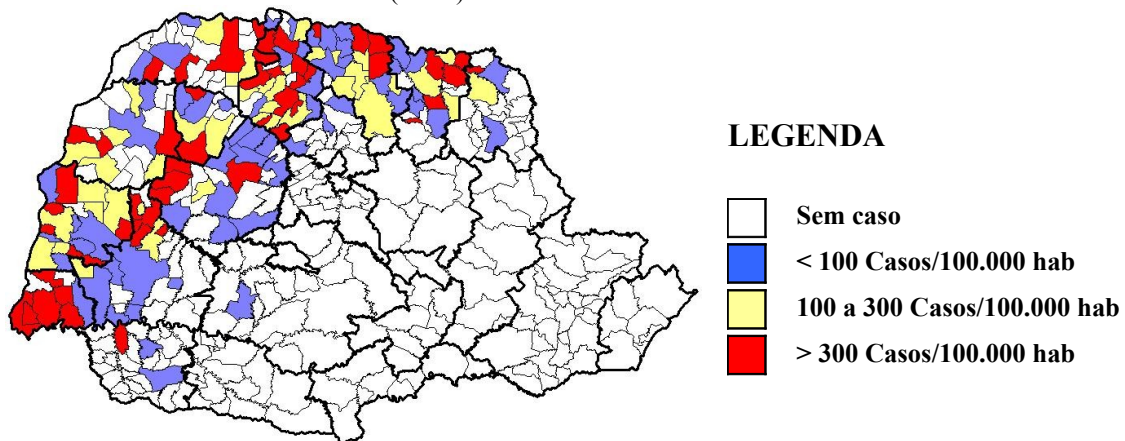 LEGENDA
Sem caso
< 100 Casos/100.000 hab
100 a 300 Casos/100.000 hab
> 300 Casos/100.000 hab